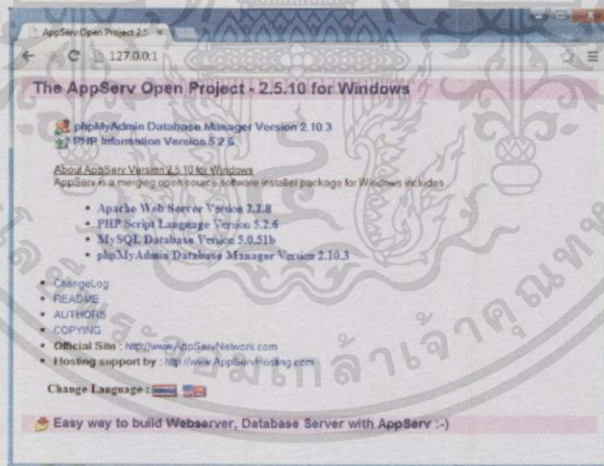 AppServ Open Project 2.5
127.0.0.1
The AppServ Open Project - 2.5.10 for Windows
phpMyAdmin Database Manager Version 2.10.3
PHP Information Version 5.2.6
About AppServ Version 2.5.10 for Windows
AppServ is a merging open source software installer package for Windows includes
Apache Web Server Version 2.2.8
PHP Script Language Version 5.2.6
MySQL Database Version 5.0.51b
phpMyAdmin Database Manager Version 2.10.3
ChangeLog
README
AUTHORS
COPYING
Official Site : http://www.AppServNetwork.com
Hosting support by : http://www.AppServHosting.com
Change Language :
Easy way to build Webserver, Database Server with AppServ :-)